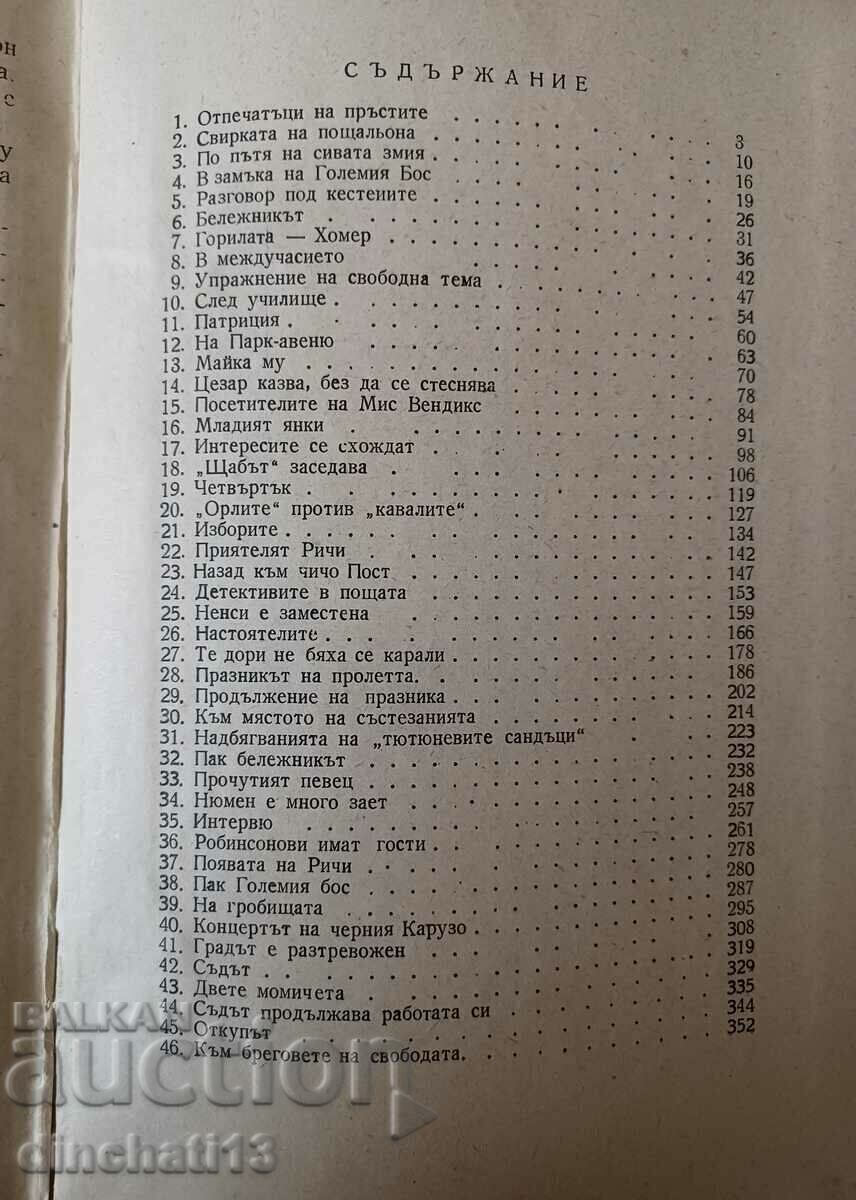 он
а.
с
у
а
СЪДЪРЖАНИЕ
1. Отпечатъци на пръстите . . . . 3
2. Свирката на пощальона . . . . 10
3. По пътя на сивата змия . . . . 16
4. В замъка на Големия Бос . . . . 19
5. Разговор под кестените . . . . 26
6. Бележникът . . . . 31
7. Горилата — Хомер . . . . 36
8. В междучасието . . . . 42
9. Упражнение на свободна тема . . . . 47
10. След училище . . . . 54
11. Патриция . . . . 60
12. На Парк-авеню . . . . 63
13. Майка му . . . . 70
14. Цезар казва, без да се стеснява . . . . 78
15. Посетителите на Мис Вендикс . . . . 84
16. Младият янки . . . . 91
17. Интересите се схождат . . . . 98
18. „Щабът“ заседава . . . . 106
19. Четвъртък . . . . 119
20. „Орлите“ против „кавалите“ . . . . 127
21. Изборите . . . . 134
22. Приятелят Ричи . . . . 142
23. Назад към чичо Пост . . . . 147
24. Детективите в пощата . . . . 153
25. Ненси е заместена . . . . 159
26. Настоятелите . . . . 166
27. Те дори не бяха се карали . . . . 178
28. Празникът на пролетта. . . . . 186
29. Продължение на празника . . . . 202
30. Към мястото на състезанията . . . . 214
31. Надбягванията на „тютюневите сандъци“ . . . . 223
32. Пак бележникът . . . . 232
33. Прочутият певец . . . . 238
34. Нюмен е много зает . . . . 248
35. Интервю . . . . 257
36. Робинсонови имат гости . . . . 261
37. Появата на Ричи . . . . 278
38. Пак Големия бос . . . . 280
39. На гробищата . . . . 287
40. Концертът на черния Карузо . . . . 295
41. Градът е разтревожен . . . . 308
42. Съдът . . . . 319
43. Двете момичета . . . . 329
44. Съдът продължава работата си . . . . 335
45. Откупът . . . . 344
46. Към бреговете на свободата. . . . . 352
BALKAN
auction
dinchati13